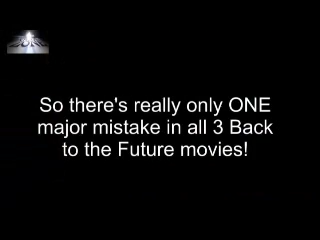 So there's really only ONE
major mistake in all 3 Back
to the Future movies!